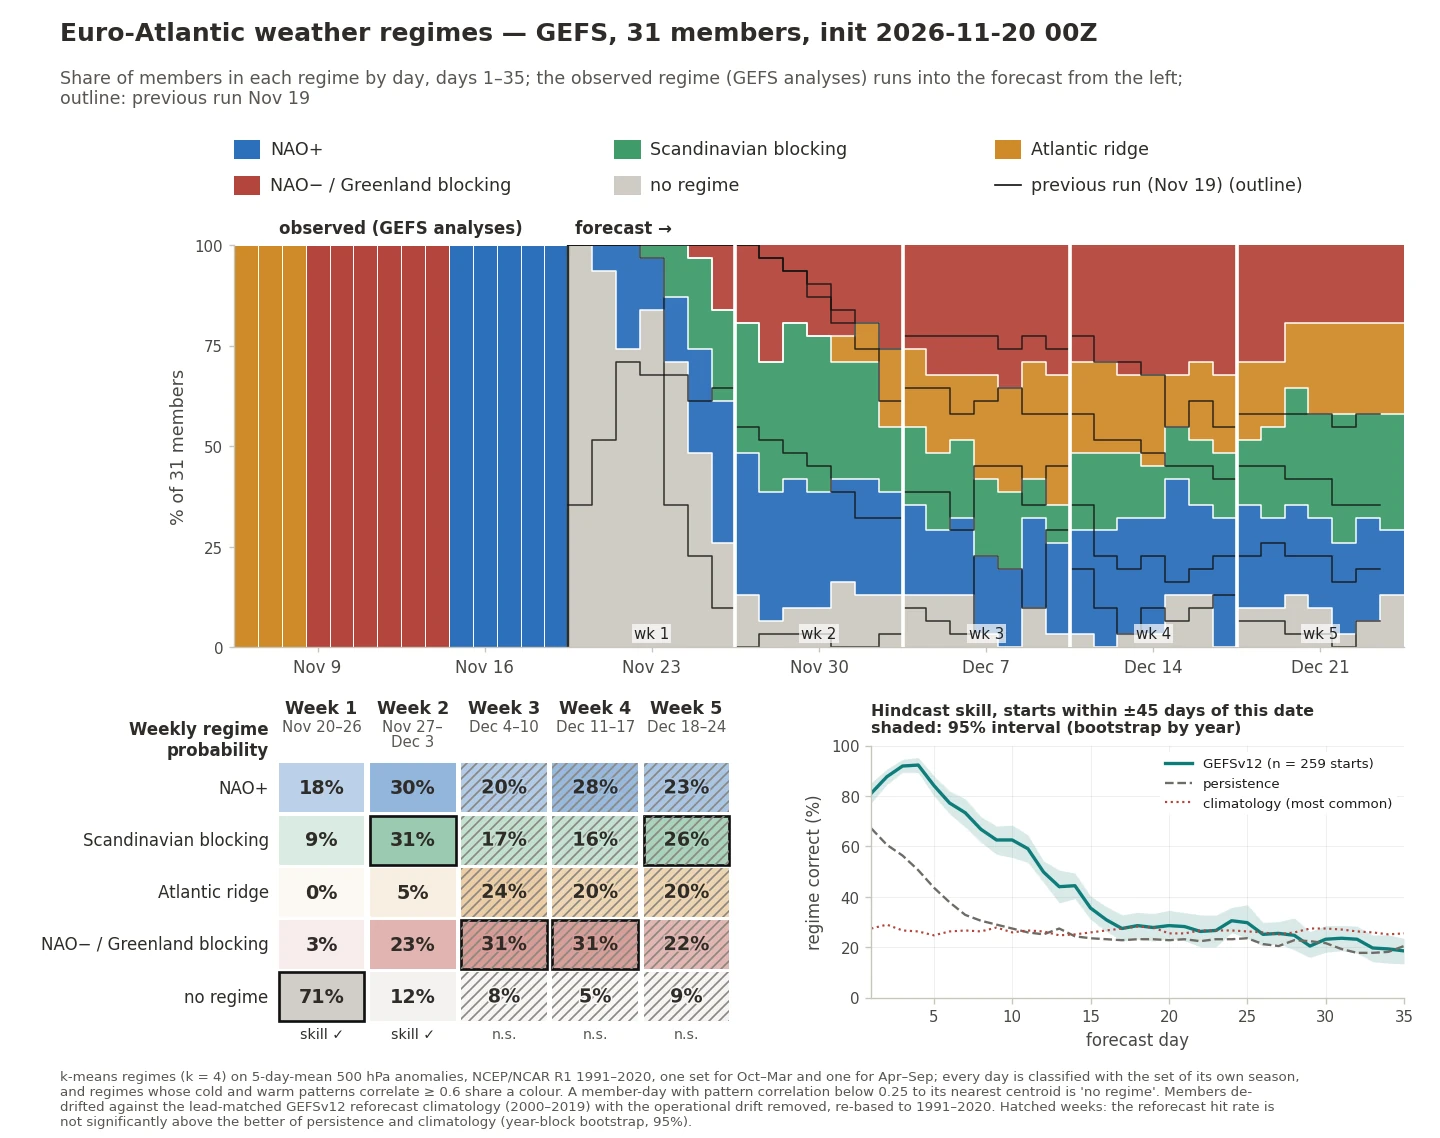 Euro-Atlantic weather regimes — GEFS, 31 members, init 2026-11-20 00Z
Share of members in each regime by day, days 1–35; the observed regime (GEFS analyses) runs into the forecast from the left;
outline: previous run Nov 19
NAO+
Scandinavian blocking
Atlantic ridge
NAO− / Greenland blocking
no regime
previous run (Nov 19) (outline)
observed (GEFS analyses)
forecast →
100
75
50
25
0
% of 31 members
wk 1
wk 2
wk 3
wk 4
wk 5
Nov 9
Nov 16
Nov 23
Nov 30
Dec 7
Dec 14
Dec 21
Weekly regime
probability
Week 1
Nov 20–26
Week 2
Nov 27–
Dec 3
Week 3
Dec 4–10
Week 4
Dec 11–17
Week 5
Dec 18–24
NAO+ 18% 30% 20% 28% 23%
Scandinavian blocking 9% 31% 17% 16% 26%
Atlantic ridge 0% 5% 24% 20% 20%
NAO− / Greenland blocking 3% 23% 31% 31% 22%
no regime 71% 12% 8% 5% 9%
skill ✓ skill ✓ n.s. n.s. n.s.
Hindcast skill, starts within ±45 days of this date
shaded: 95% interval (bootstrap by year)
GEFSv12 (n = 259 starts)
persistence
climatology (most common)
100
80
60
40
20
0
regime correct (%)
5
10
15
20
25
30
35
forecast day
k-means regimes (k = 4) on 5-day-mean 500 hPa anomalies, NCEP/NCAR R1 1991–2020, one set for Oct–Mar and one for Apr–Sep; every day is classified with the set of its own season,
and regimes whose cold and warm patterns correlate ≥ 0.6 share a colour. A member-day with pattern correlation below 0.25 to its nearest centroid is 'no regime'. Members de-
drifted against the lead-matched GEFSv12 reforecast climatology (2000–2019) with the operational drift removed, re-based to 1991–2020. Hatched weeks: the reforecast hit rate is
not significantly above the better of persistence and climatology (year-block bootstrap, 95%).